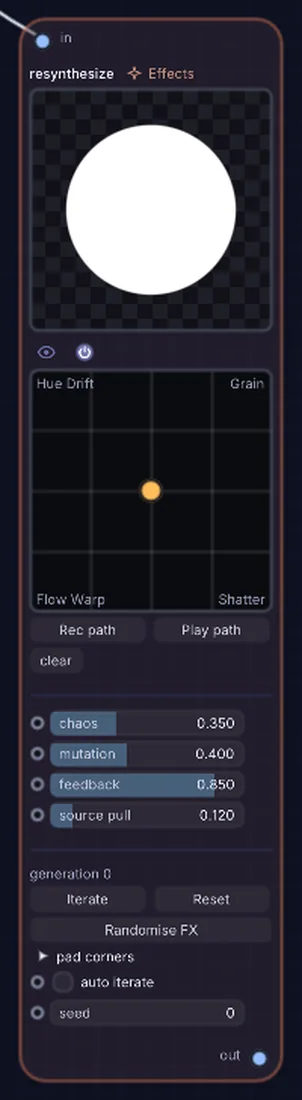 in
resynthesize Effects
Hue Drift Grain
Flow Warp Shatter
Rec path Play path
clear
chaos 0.350
mutation 0.400
feedback 0.850
source pull 0.120
generation 0
Iterate Reset
Randomise FX
pad corners
auto iterate
seed 0
out